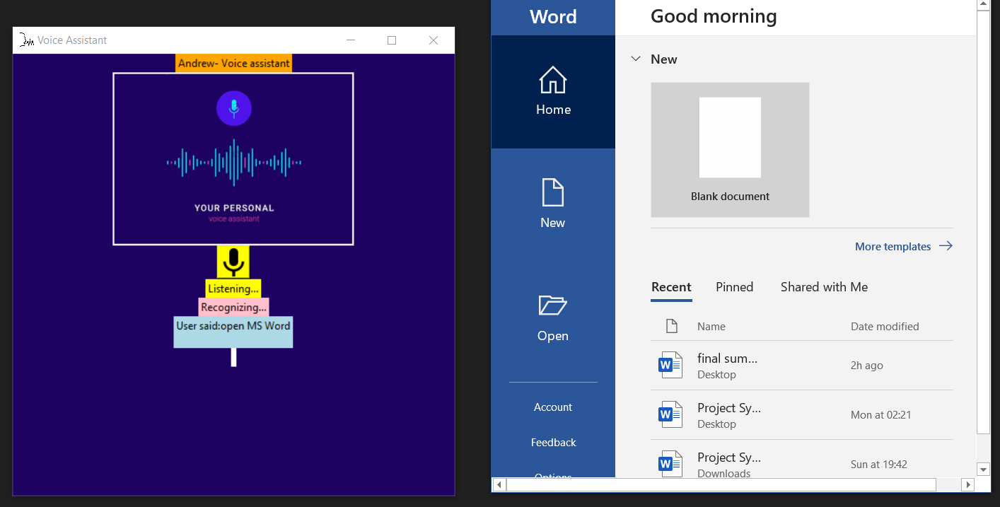 Voice Assistant
Andrew- Voice assistant
YOUR PERSONAL
voice assistant
Listening...
Recognizing...
User said:open MS Word
Word
Home
New
Open
Account
Feedback
Options
Good morning
New
Blank document
More templates
Recent Pinned Shared with Me
Name Date modified
final sum...
Desktop
2h ago
Project Sy...
Desktop
Mon at 02:21
Project Sy...
Downloads
Sun at 19:42